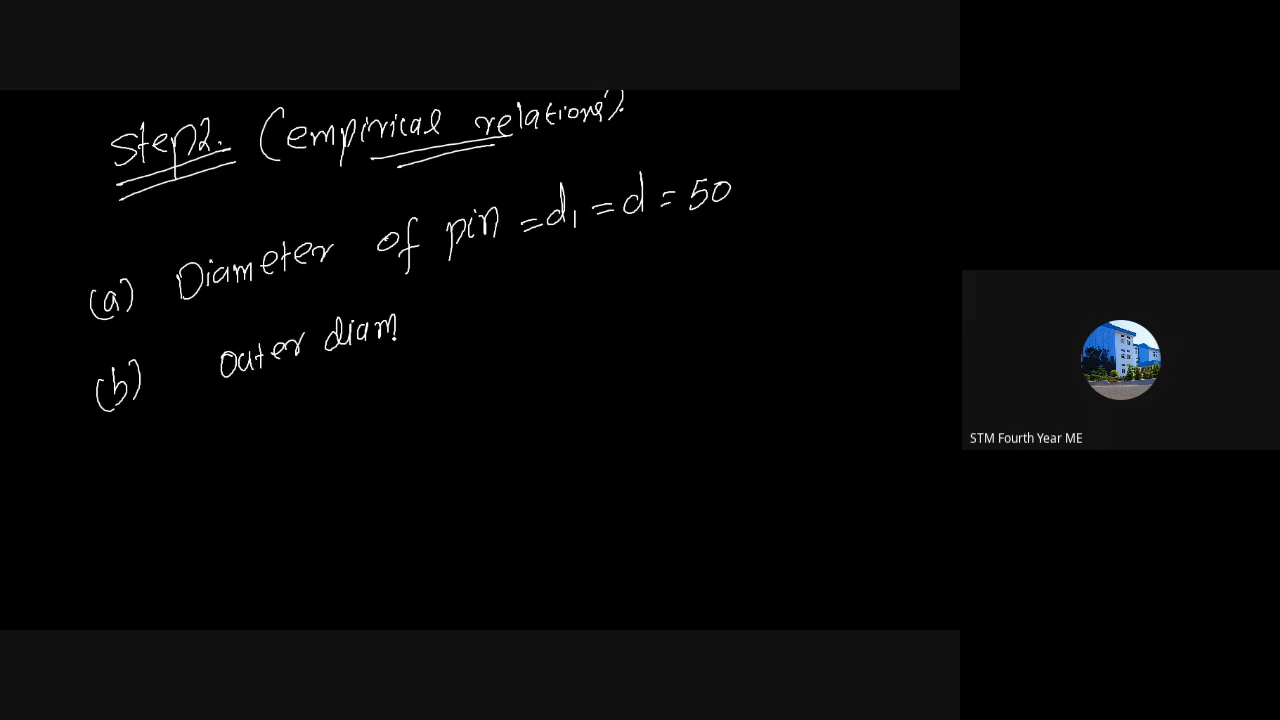 Step2. (empirical relations).
(a) Diameter of pin = d₁ = d = 50
(b) outer diam
STM Fourth Year ME